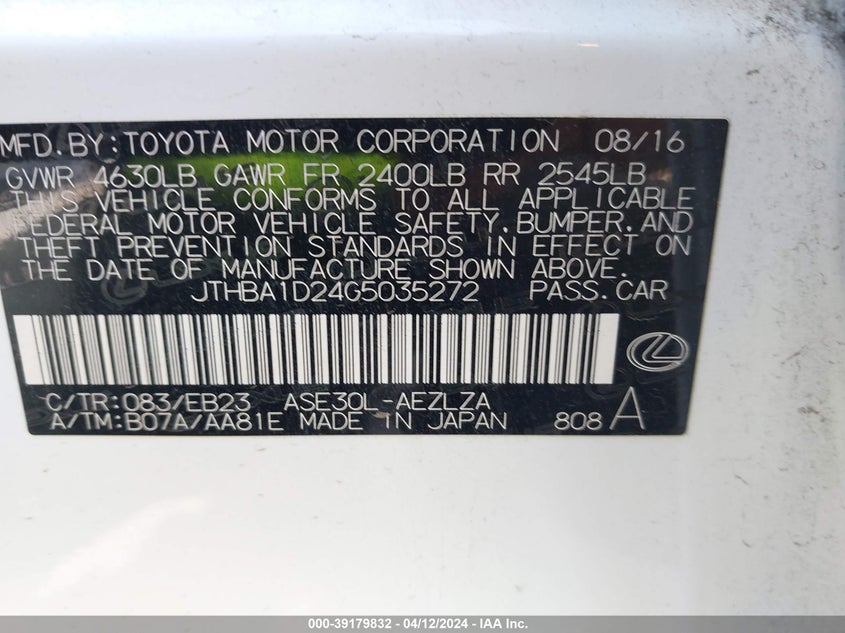 MFD.BY:TOYOTA MOTOR CORPORATION 08/16
GVWR 4630LB GAWR FR 2400LB RR 2545LB
THIS VEHICLE CONFORMS TO ALL APPLICABLE
FEDERAL MOTOR VEHICLE SAFETY,BUMPER,AND
THEFT PREVENTION STANDARDS IN EFFECT ON
THE DATE OF MANUFACTURE SHOWN ABOVE.
JTHBA1D24G5035272 PASS.CAR
C/TR:083/EB23 ASE30L-AEZLZA
A/TM:B07A/AA81E MADE IN JAPAN 808 A
000-39179832 - 04/12/2024 - IAA Inc.